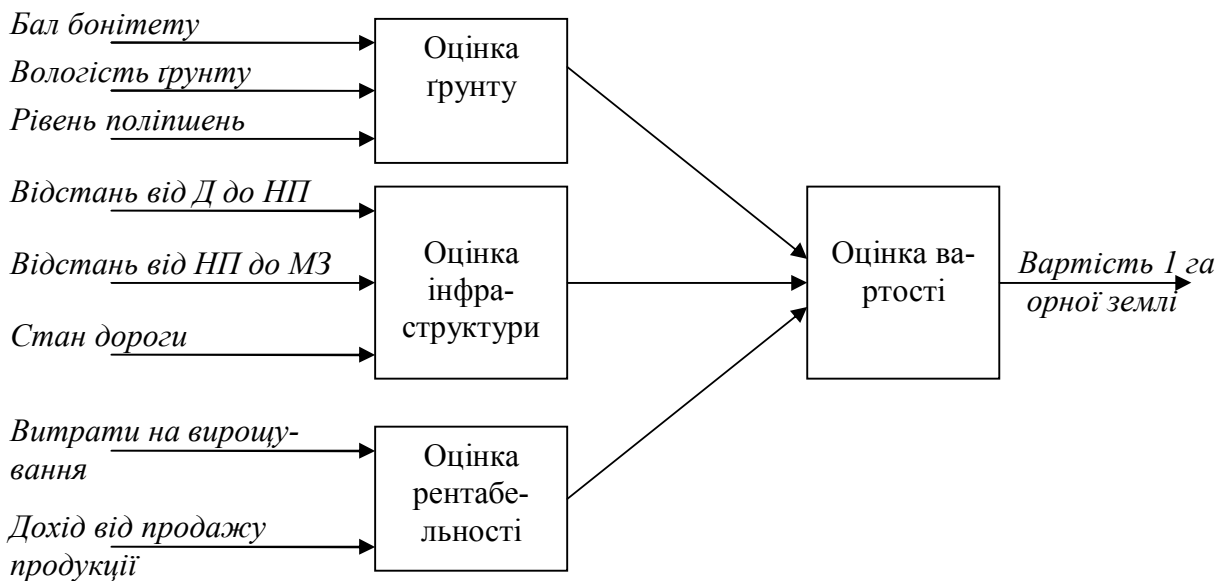 Бал бонітету
Вологість ґрунту
Рівень поліпшень
Оцінка
ґрунту
Відстань від Д до НП
Відстань від НП до МЗ
Стан дороги
Оцінка
інфра-
структури
Витрати на вирощу-
вання
Дохід від продажу
продукції
Оцінка
рентабе-
льності
Оцінка ва-
ртості
Вартість 1 га
орної землі